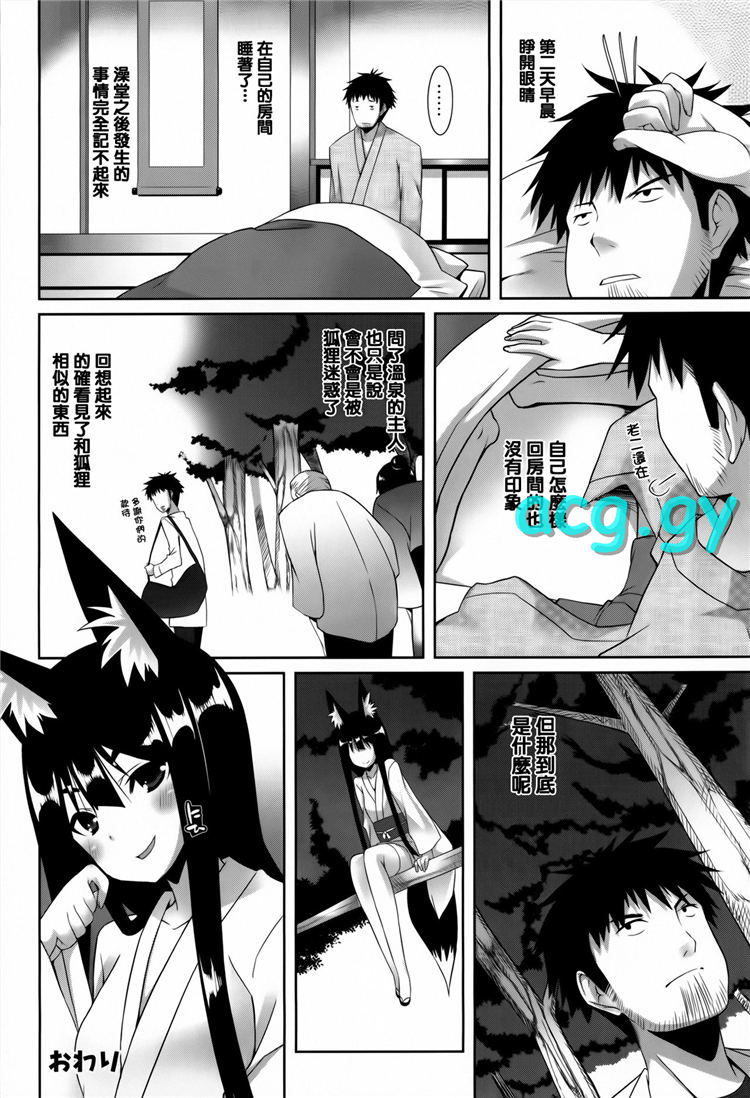 第二天早晨
睜開眼睛
……
在自己的房間
睡著了…
澡堂之後發生的
事情完全記不起來
老二還在
自己怎麼樣
回房間的也
沒有印象
acg.gy
問了溫泉的主人
也只是說
會不會是被
狐狸迷惑了
多謝你們的
款待
回想起來
的確看見了和狐狸
相似的東西
但那到底
是什麼呢
おわり